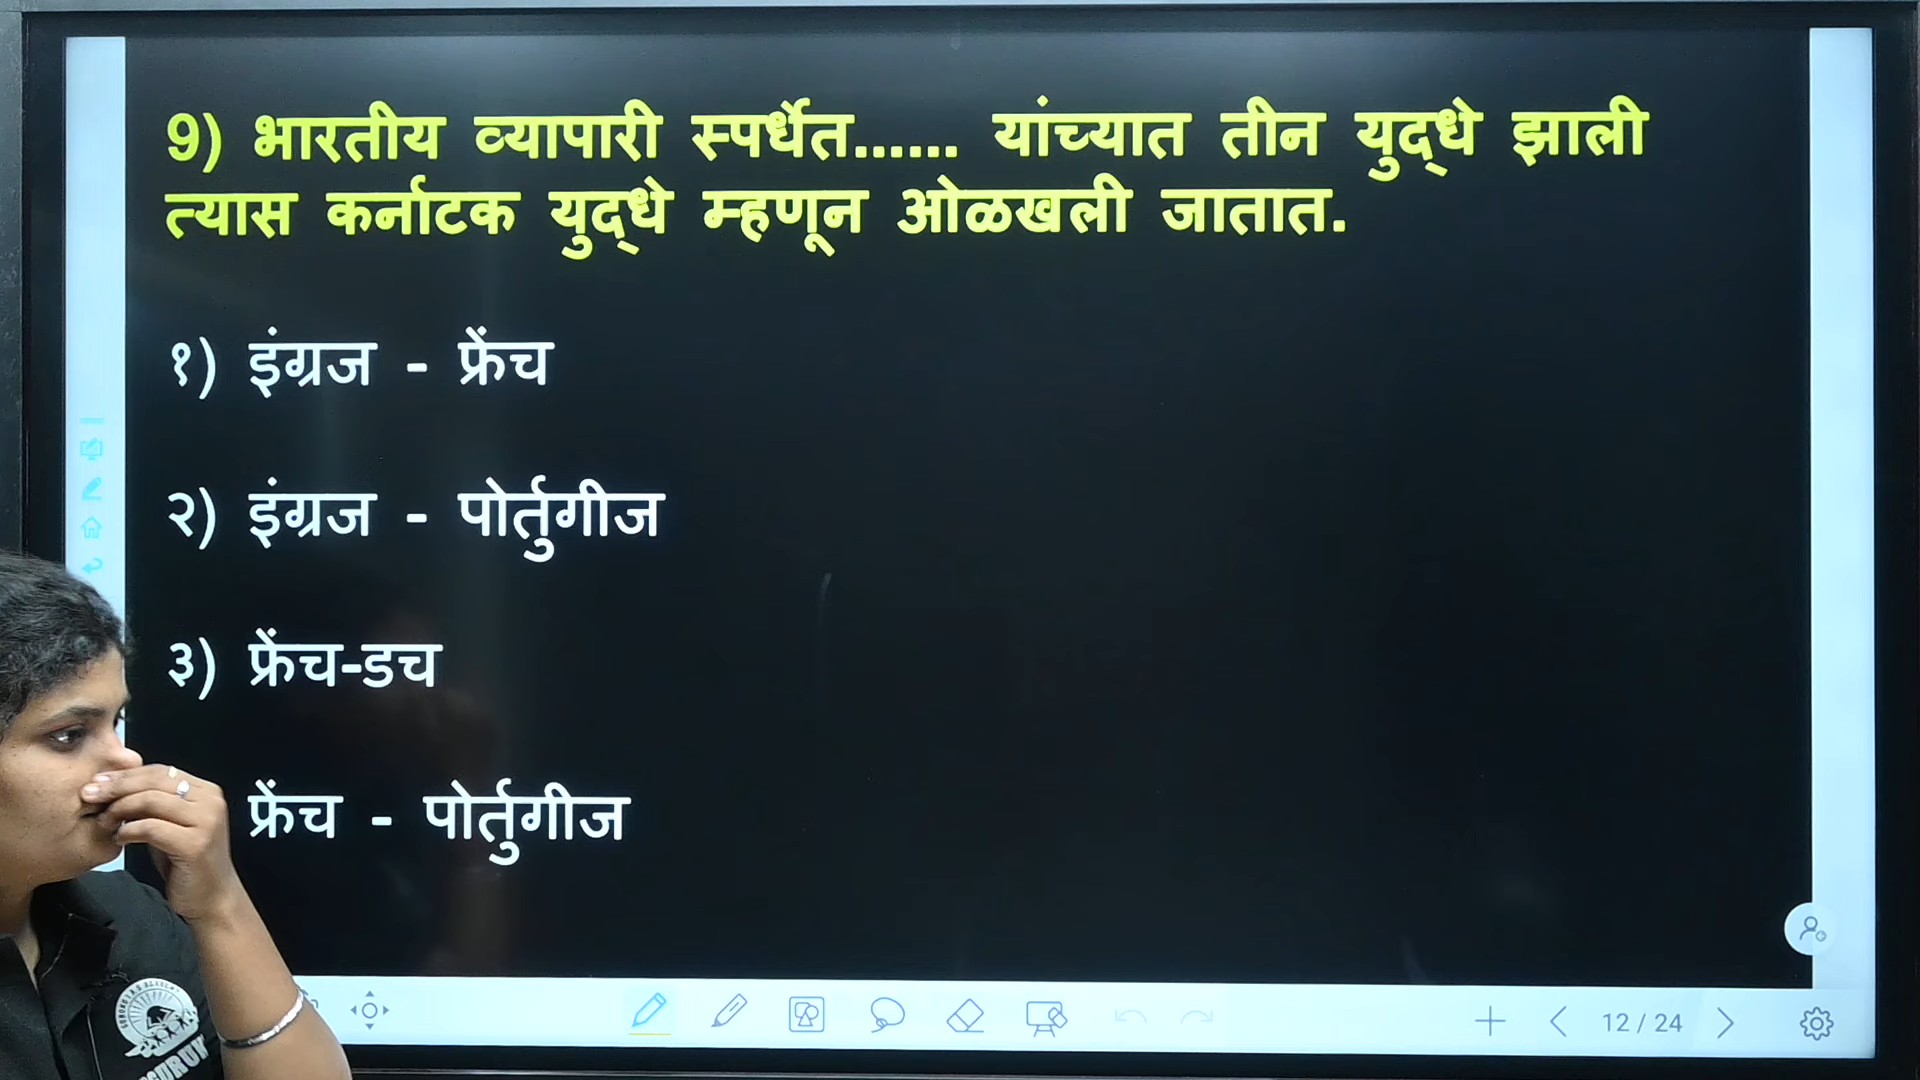 9) भारतीय व्यापारी स्पर्धेत...... यांच्यात तीन युद्धे झाली
त्यास कर्नाटक युद्धे म्हणून ओळखली जातात.
१) इंग्रज - फ्रेंच
२) इंग्रज - पोर्तुगीज
३) फ्रेंच-डच
फ्रेंच - पोर्तुगीज
12 / 24